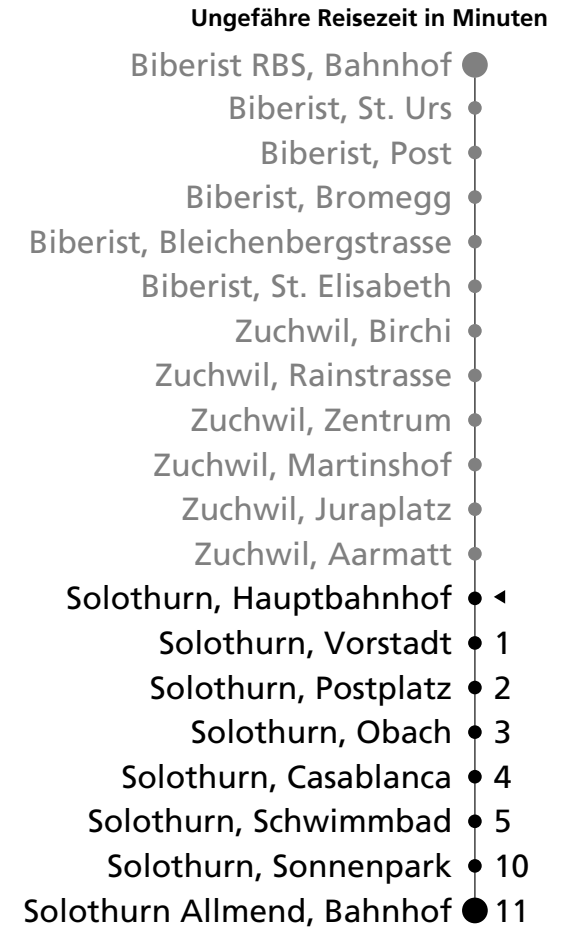 Ungefähre Reisezeit in Minuten
Biberist RBS, Bahnhof
Biberist, St. Urs
Biberist, Post
Biberist, Bromegg
Biberist, Bleichenbergstrasse
Biberist, St. Elisabeth
Zuchwil, Birchi
Zuchwil, Rainstrasse
Zuchwil, Zentrum
Zuchwil, Martinshof
Zuchwil, Juraplatz
Zuchwil, Aarmatt
Solothurn, Hauptbahnhof
Solothurn, Vorstadt 1
Solothurn, Postplatz 2
Solothurn, Obach 3
Solothurn, Casablanca 4
Solothurn, Schwimmbad 5
Solothurn, Sonnenpark 10
Solothurn Allmend, Bahnhof 11